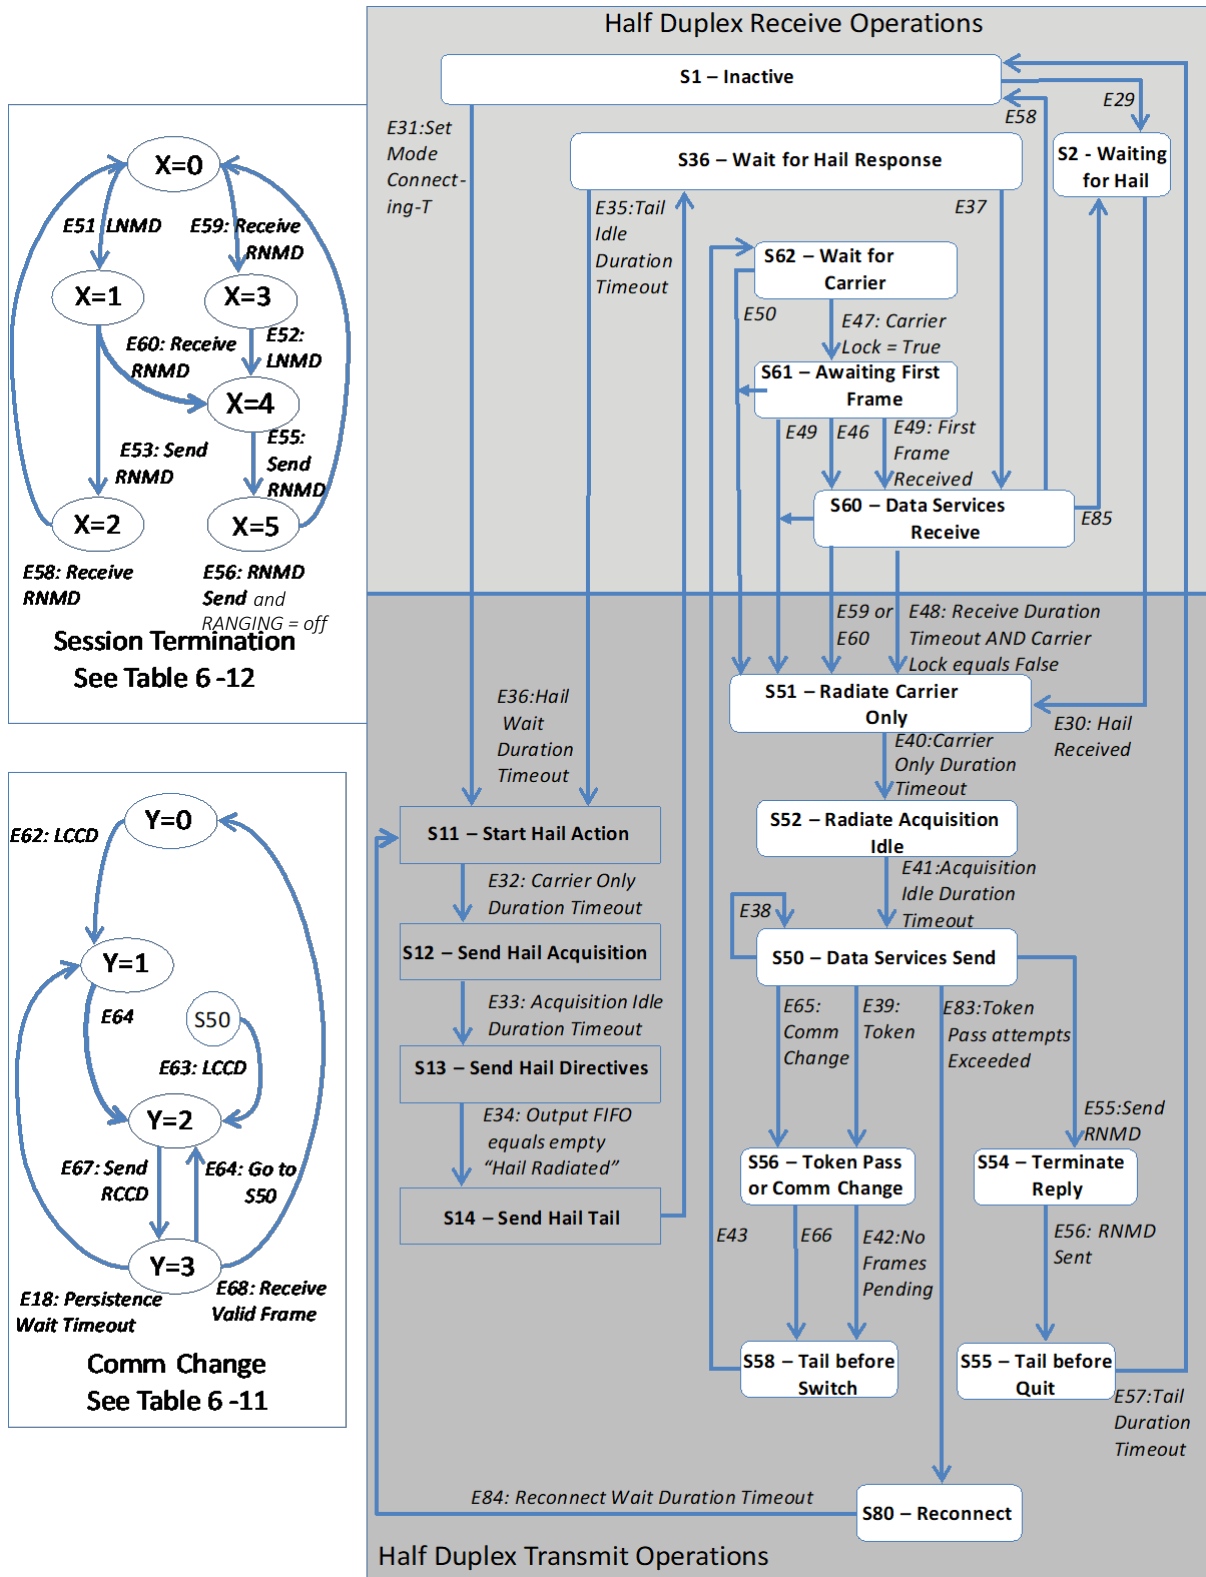 Half Duplex Receive Operations
S1 – Inactive
E31:Set
Mode
Connect-
ing-T
E58
E29
S36 – Wait for Hail Response
S2 - Waiting
for Hail
E35:Tail
Idle
Duration
Timeout
E37
S62 – Wait for
Carrier
E50
E47: Carrier
Lock = True
S61 – Awaiting First
Frame
E49
E46
E49: First
Frame
Received
S60 – Data Services
Receive
E85
E59 or
E60
E48: Receive Duration
Timeout AND Carrier
Lock equals False
S51 – Radiate Carrier
Only
E30: Hail
Received
E36:Hail
Wait
Duration
Timeout
E40:Carrier
Only Duration
Timeout
S11 – Start Hail Action
S52 – Radiate Acquisition
Idle
E32: Carrier Only
Duration Timeout
E41:Acquisition
Idle Duration
Timeout
E38
S12 – Send Hail Acquisition
S50 – Data Services Send
E33: Acquisition Idle
Duration Timeout
E65:
Comm
Change
E39:
Token
E83:Token
Pass attempts
Exceeded
S13 – Send Hail Directives
E34: Output FIFO
equals empty
“Hail Radiated”
E55:Send
RNMD
S56 – Token Pass
or Comm Change
S54 – Terminate
Reply
S14 – Send Hail Tail
E43
E66
E42:No
Frames
Pending
E56: RNMD
Sent
S58 – Tail before
Switch
S55 – Tail before
Quit
E57:Tail
Duration
Timeout
E84: Reconnect Wait Duration Timeout
S80 – Reconnect
Half Duplex Transmit Operations
X=0
E51 LNMD
E59: Receive
RNMD
X=1
X=3
E60: Receive
RNMD
E52:
LNMD
X=4
E53: Send
RNMD
E55:
Send
RNMD
X=2
X=5
E58: Receive
RNMD
E56: RNMD
Send and
RANGING = off
Session Termination
See Table 6 -12
Y=0
E62: LCCD
Y=1
E64
S50
E63: LCCD
Y=2
E67: Send
RCCD
E64: Go to
S50
Y=3
E18: Persistence
Wait Timeout
E68: Receive
Valid Frame
Comm Change
See Table 6 -11